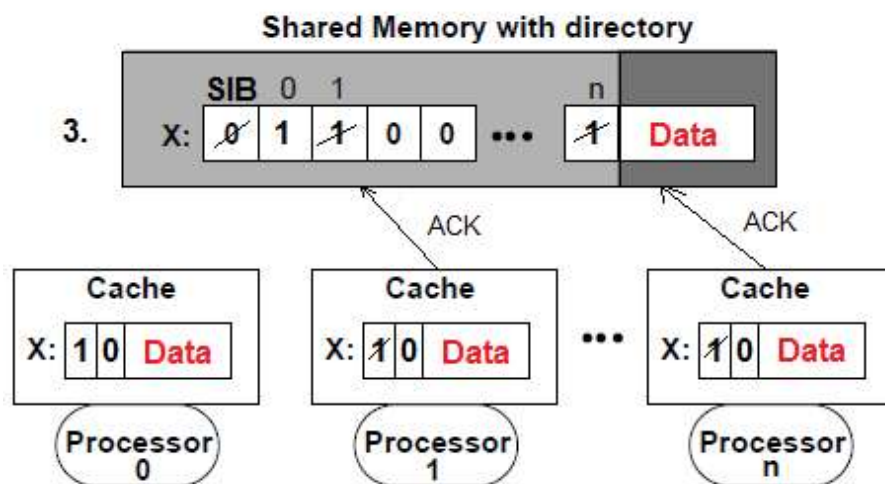 Shared Memory with directory
SIB 0 1 n
3. X: 0 1 1 0 0 ••• 1 Data
ACK ACK
Cache Cache Cache
X: 1 0 Data X: 1 0 Data ••• X: 1 0 Data
Processor Processor Processor
0 1 n